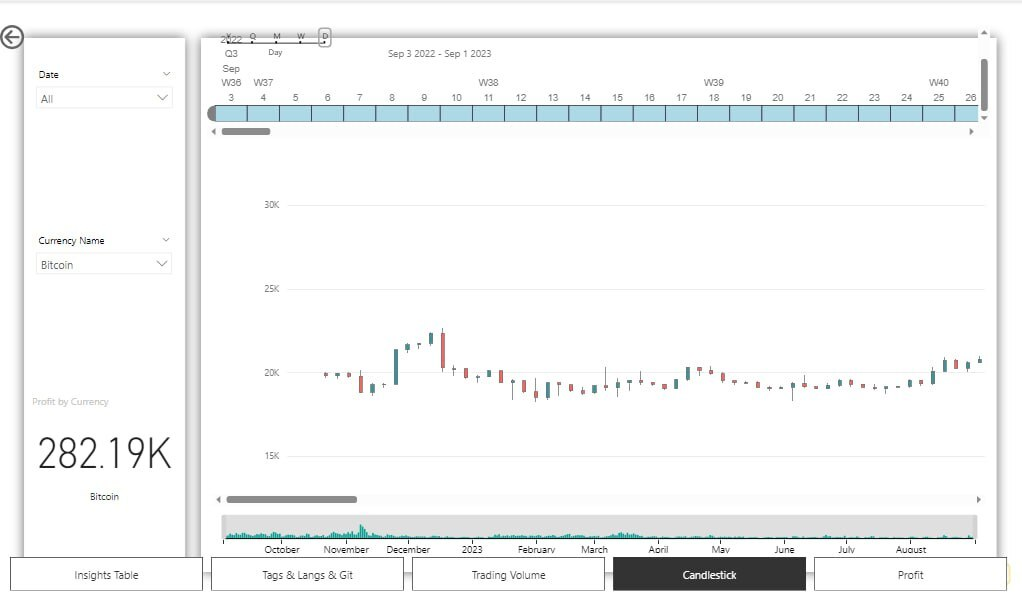 2022
Y Q M W D
Q3
Day
Sep 3 2022 - Sep 1 2023
Sep
W36 W37 W38 W39 W40
3 4 5 6 7 8 9 10 11 12 13 14 15 16 17 18 19 20 21 22 23 24 25 26
Date
All
Currency Name
Bitcoin
Profit by Currency
282.19K
Bitcoin
30K
25K
20K
15K
October November December 2023 February March April May June July August
Insights Table
Tags & Langs & Git
Trading Volume
Candlestick
Profit